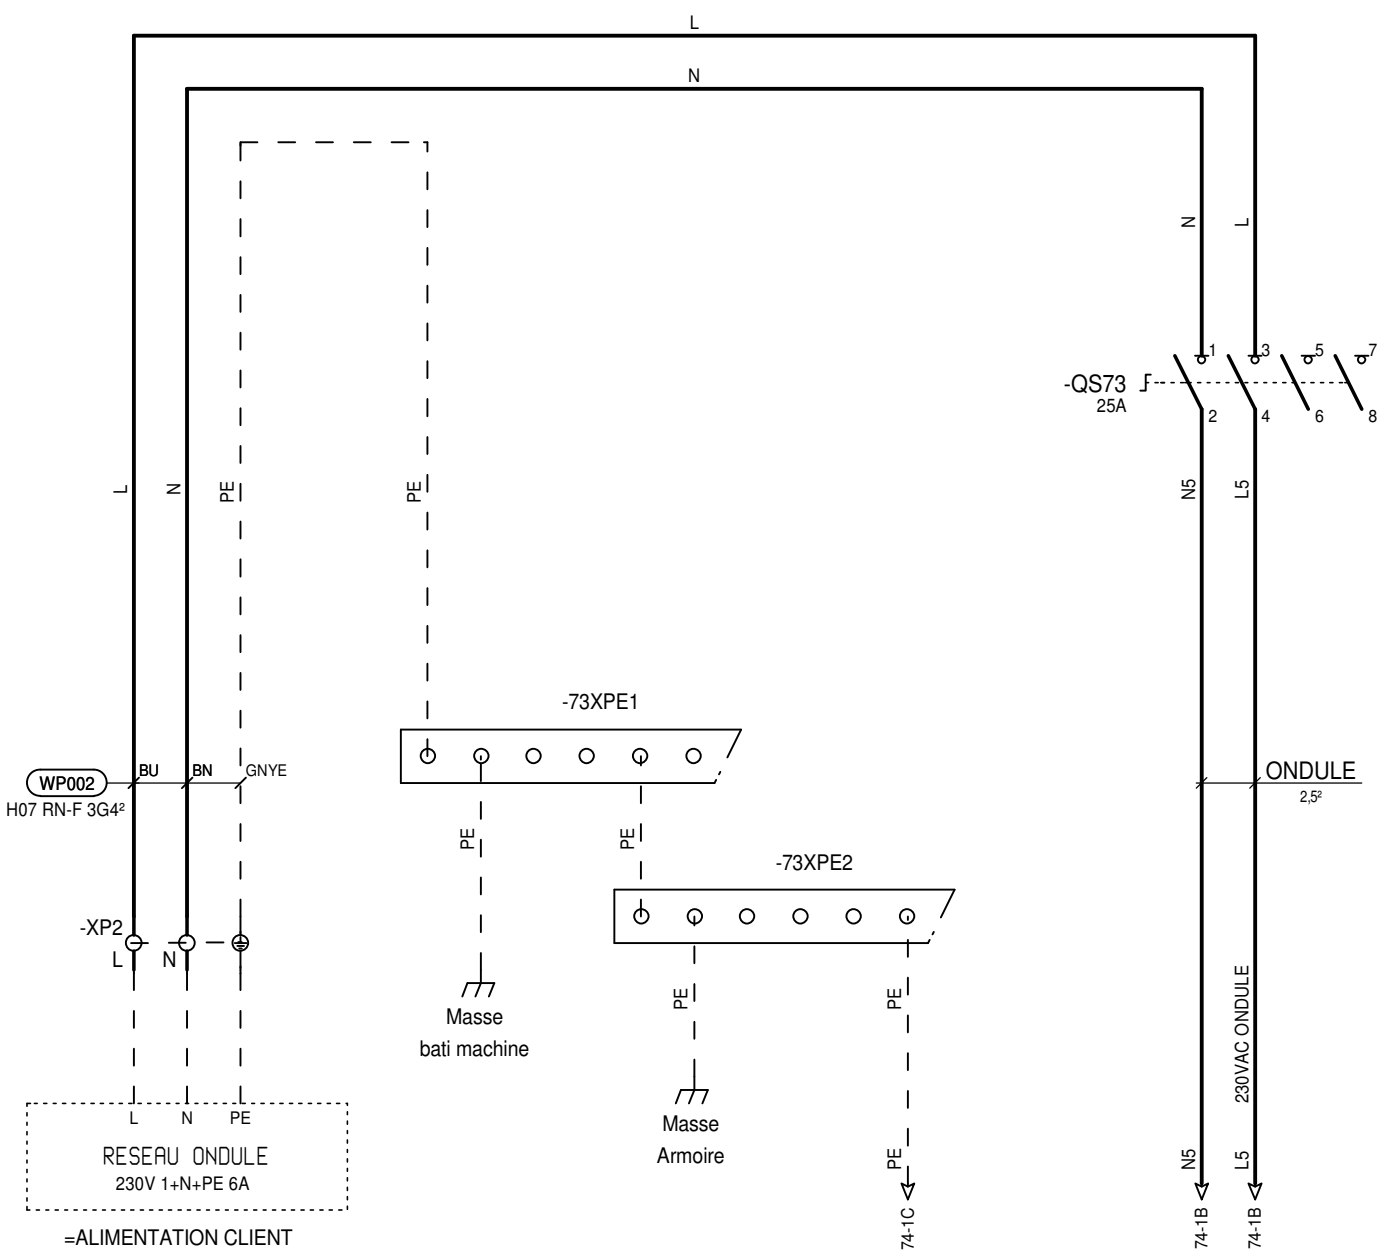 L
N
N
L
1
3
5
7
-QS73
25A
2
4
6
8
L
N
PE
PE
N5
L5
-73XPE1
WP002
BU
BN
GNYE
H07 RN-F 3G4²
ONDULE
2,5²
PE
PE
-73XPE2
-XP2
L
N
PE
PE
230VAC ONDULE
Masse
bati machine
Masse
Armoire
L
N
PE
RESEAU ONDULE
230V 1+N+PE 6A
PE
N5
L5
74-1C
74-1B
74-1B
=ALIMENTATION CLIENT